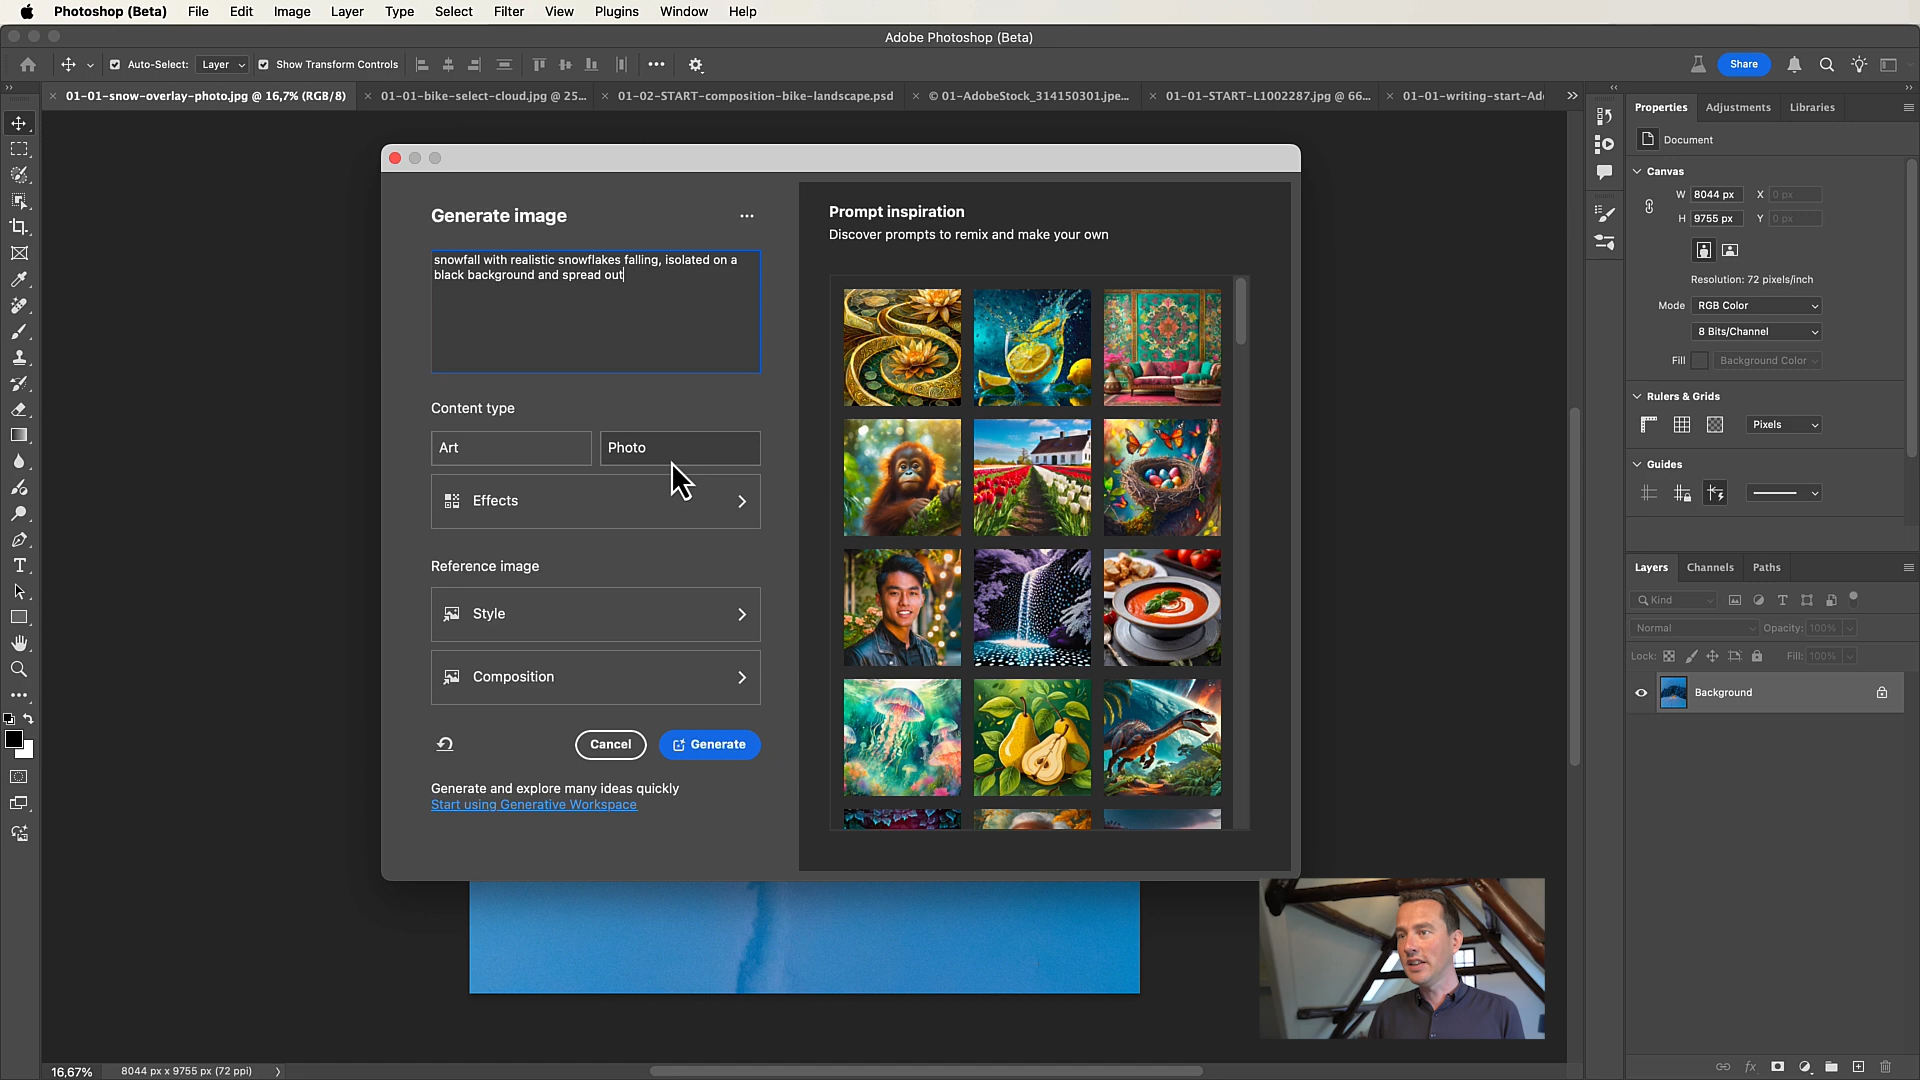 Photoshop (Beta) File Edit Image Layer Type Select Filter View Plugins Window Help
Adobe Photoshop (Beta)
Auto-Select: Layer Show Transform Controls Share
01-01-snow-overlay-photo.jpg @ 16,7% (RGB/8) 01-01-bike-select-cloud.jpg @ 25... 01-02-START-composition-bike-landscape.psd © 01-AdobeStock_314150301.jpe... 01-01-START-L1002287.jpg @ 66... 01-01-writing-start-Ad
Generate image
snowfall with realistic snowflakes falling, isolated on a
black background and spread out
Content type
Art Photo
Effects
Reference image
Style
Composition
Cancel Generate
Generate and explore many ideas quickly
Start using Generative Workspace
Prompt inspiration
Discover prompts to remix and make your own
Properties Adjustments Libraries
Document
Canvas
W 8044 px X 0 px
H 9755 px Y 0 px
Resolution: 72 pixels/inch
Mode RGB Color
8 Bits/Channel
Fill Background Color
Rulers & Grids
Pixels
Guides
Layers Channels Paths
Kind
Normal Opacity: 100%
Lock: Fill: 100%
Background
16,67% 8044 px x 9755 px (72 ppi)